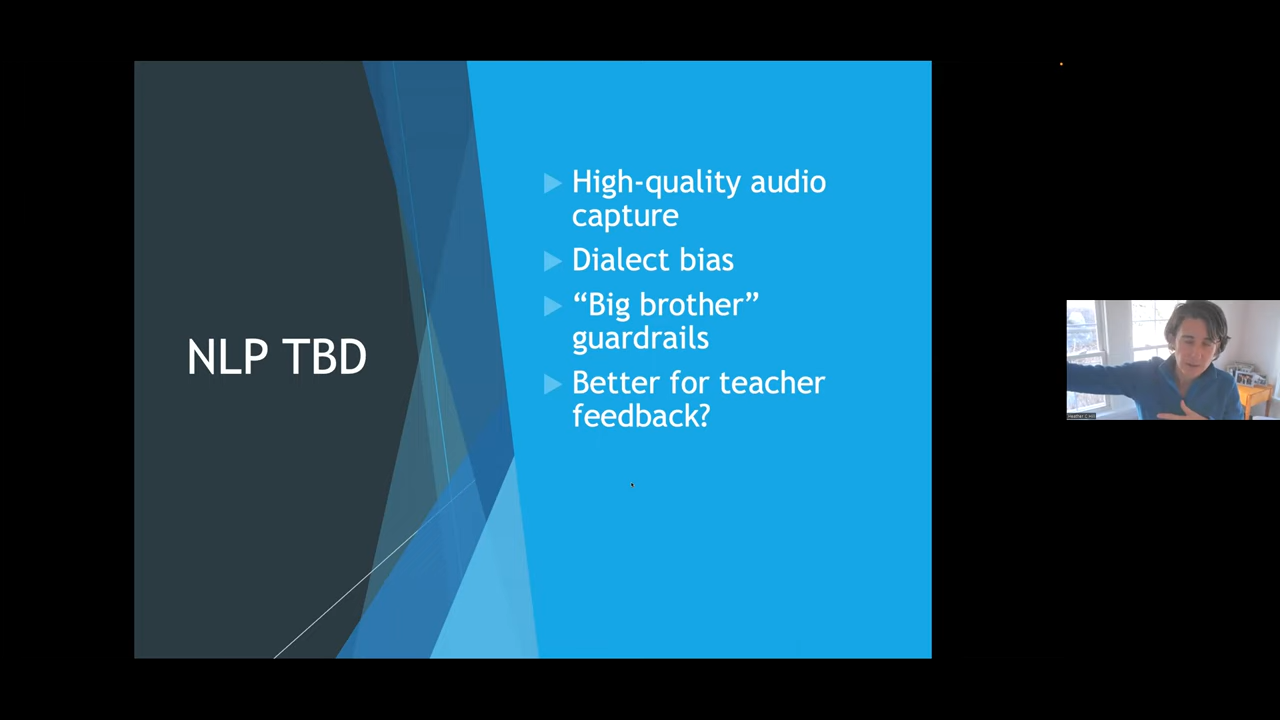 NLP TBD
High-quality audio
capture
Dialect bias
“Big brother”
guardrails
Better for teacher
feedback?